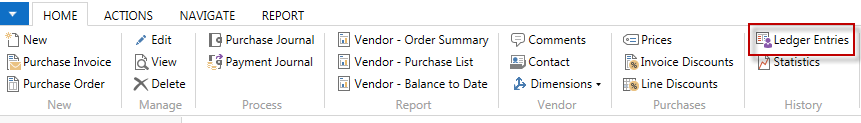 HOME ACTIONS NAVIGATE REPORT
New Edit Purchase Journal Vendor - Order Summary Comments Prices Ledger Entries
Purchase Invoice View Payment Journal Vendor - Purchase List Contact Invoice Discounts Statistics
Purchase Order Delete Vendor - Balance to Date Dimensions Line Discounts
New Manage Process Report Vendor Purchases History